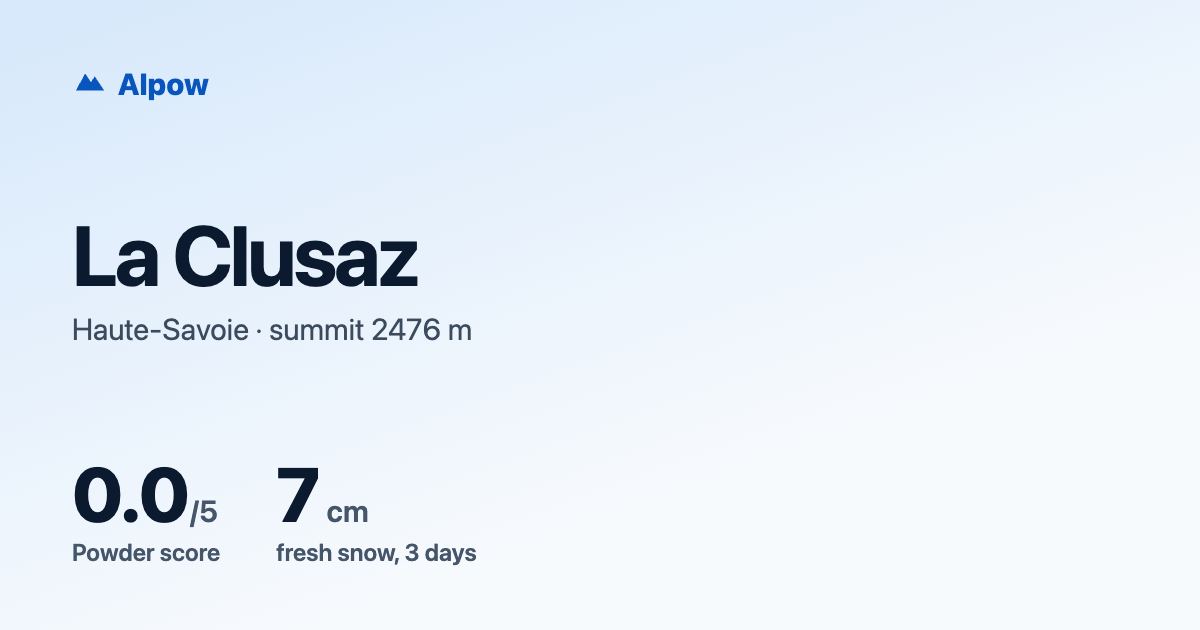 Alpow
La Clusaz
Haute-Savoie · summit 2476 m
0.0/5 7 cm
Powder score fresh snow, 3 days